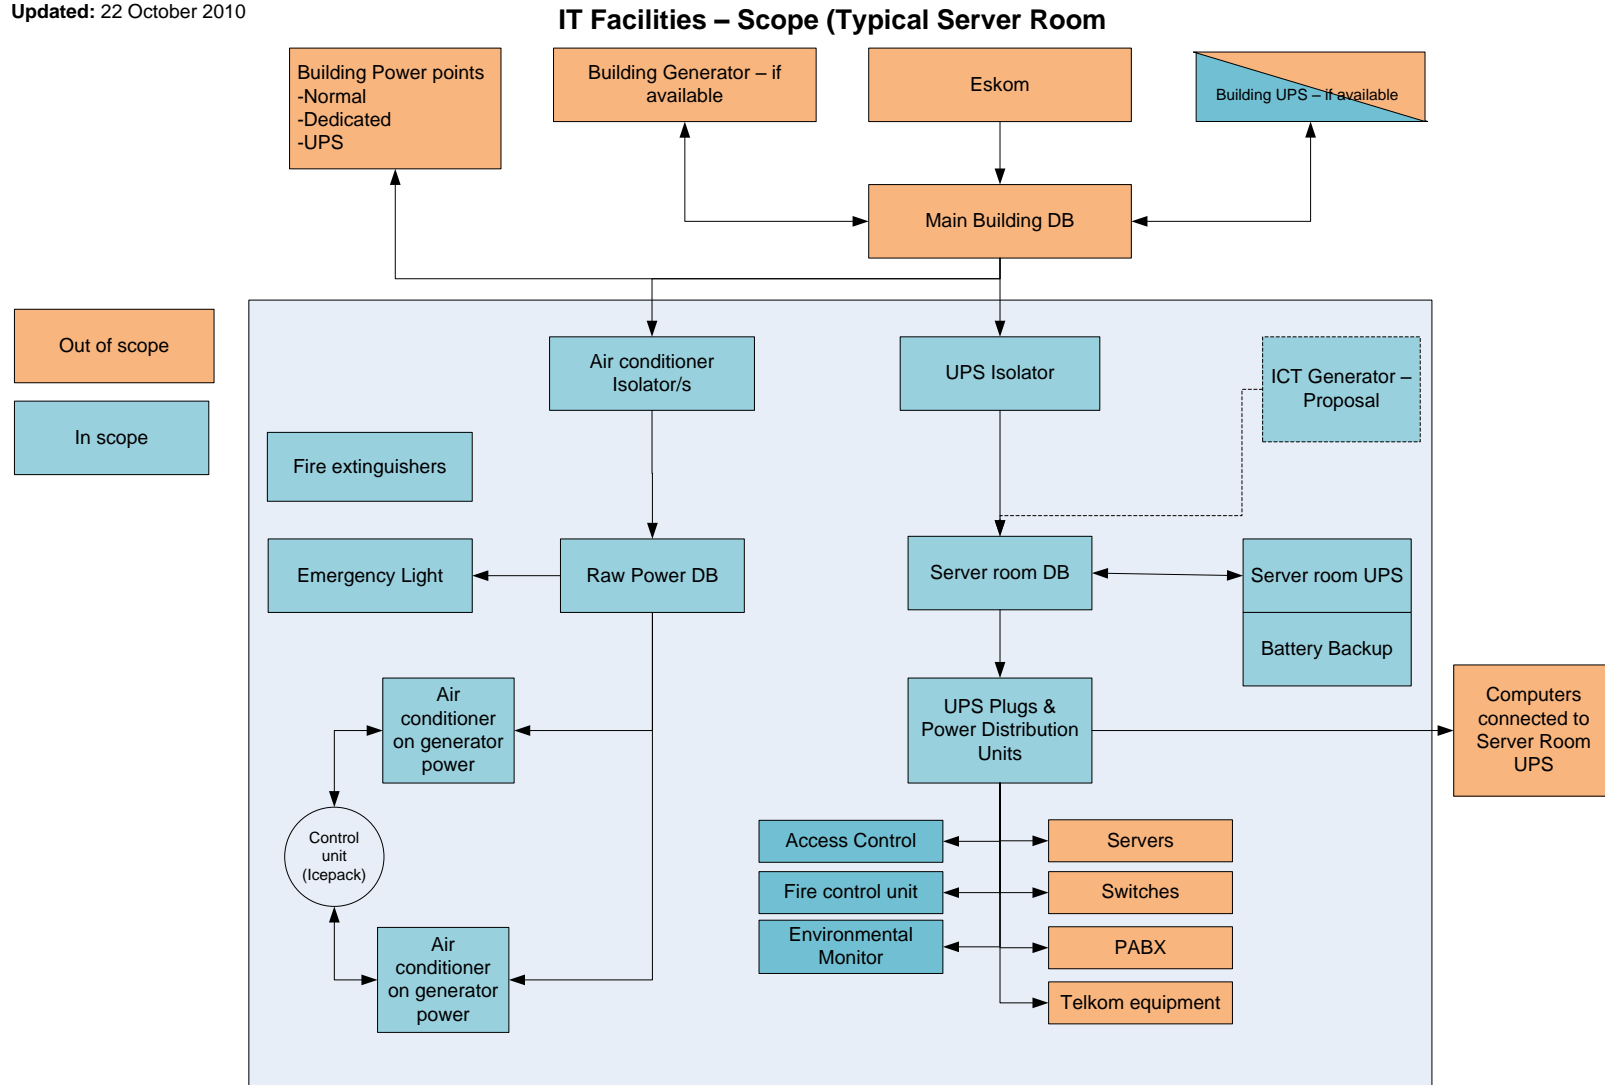 Updated: 22 October 2010
IT Facilities – Scope (Typical Server Room
Building Power points
-Normal
-Dedicated
-UPS
Building Generator – if
available
Eskom
Building UPS – if available
Main Building DB
Out of scope
In scope
Air conditioner
Isolator/s
UPS Isolator
ICT Generator –
Proposal
Fire extinguishers
Emergency Light
Raw Power DB
Server room DB
Server room UPS
Battery Backup
Air
conditioner
on generator
power
UPS Plugs &
Power Distribution
Units
Computers
connected to
Server Room
UPS
Control
unit
(Icepack)
Access Control
Servers
Fire control unit
Switches
Environmental
Monitor
PABX
Air
conditioner
on generator
power
Telkom equipment